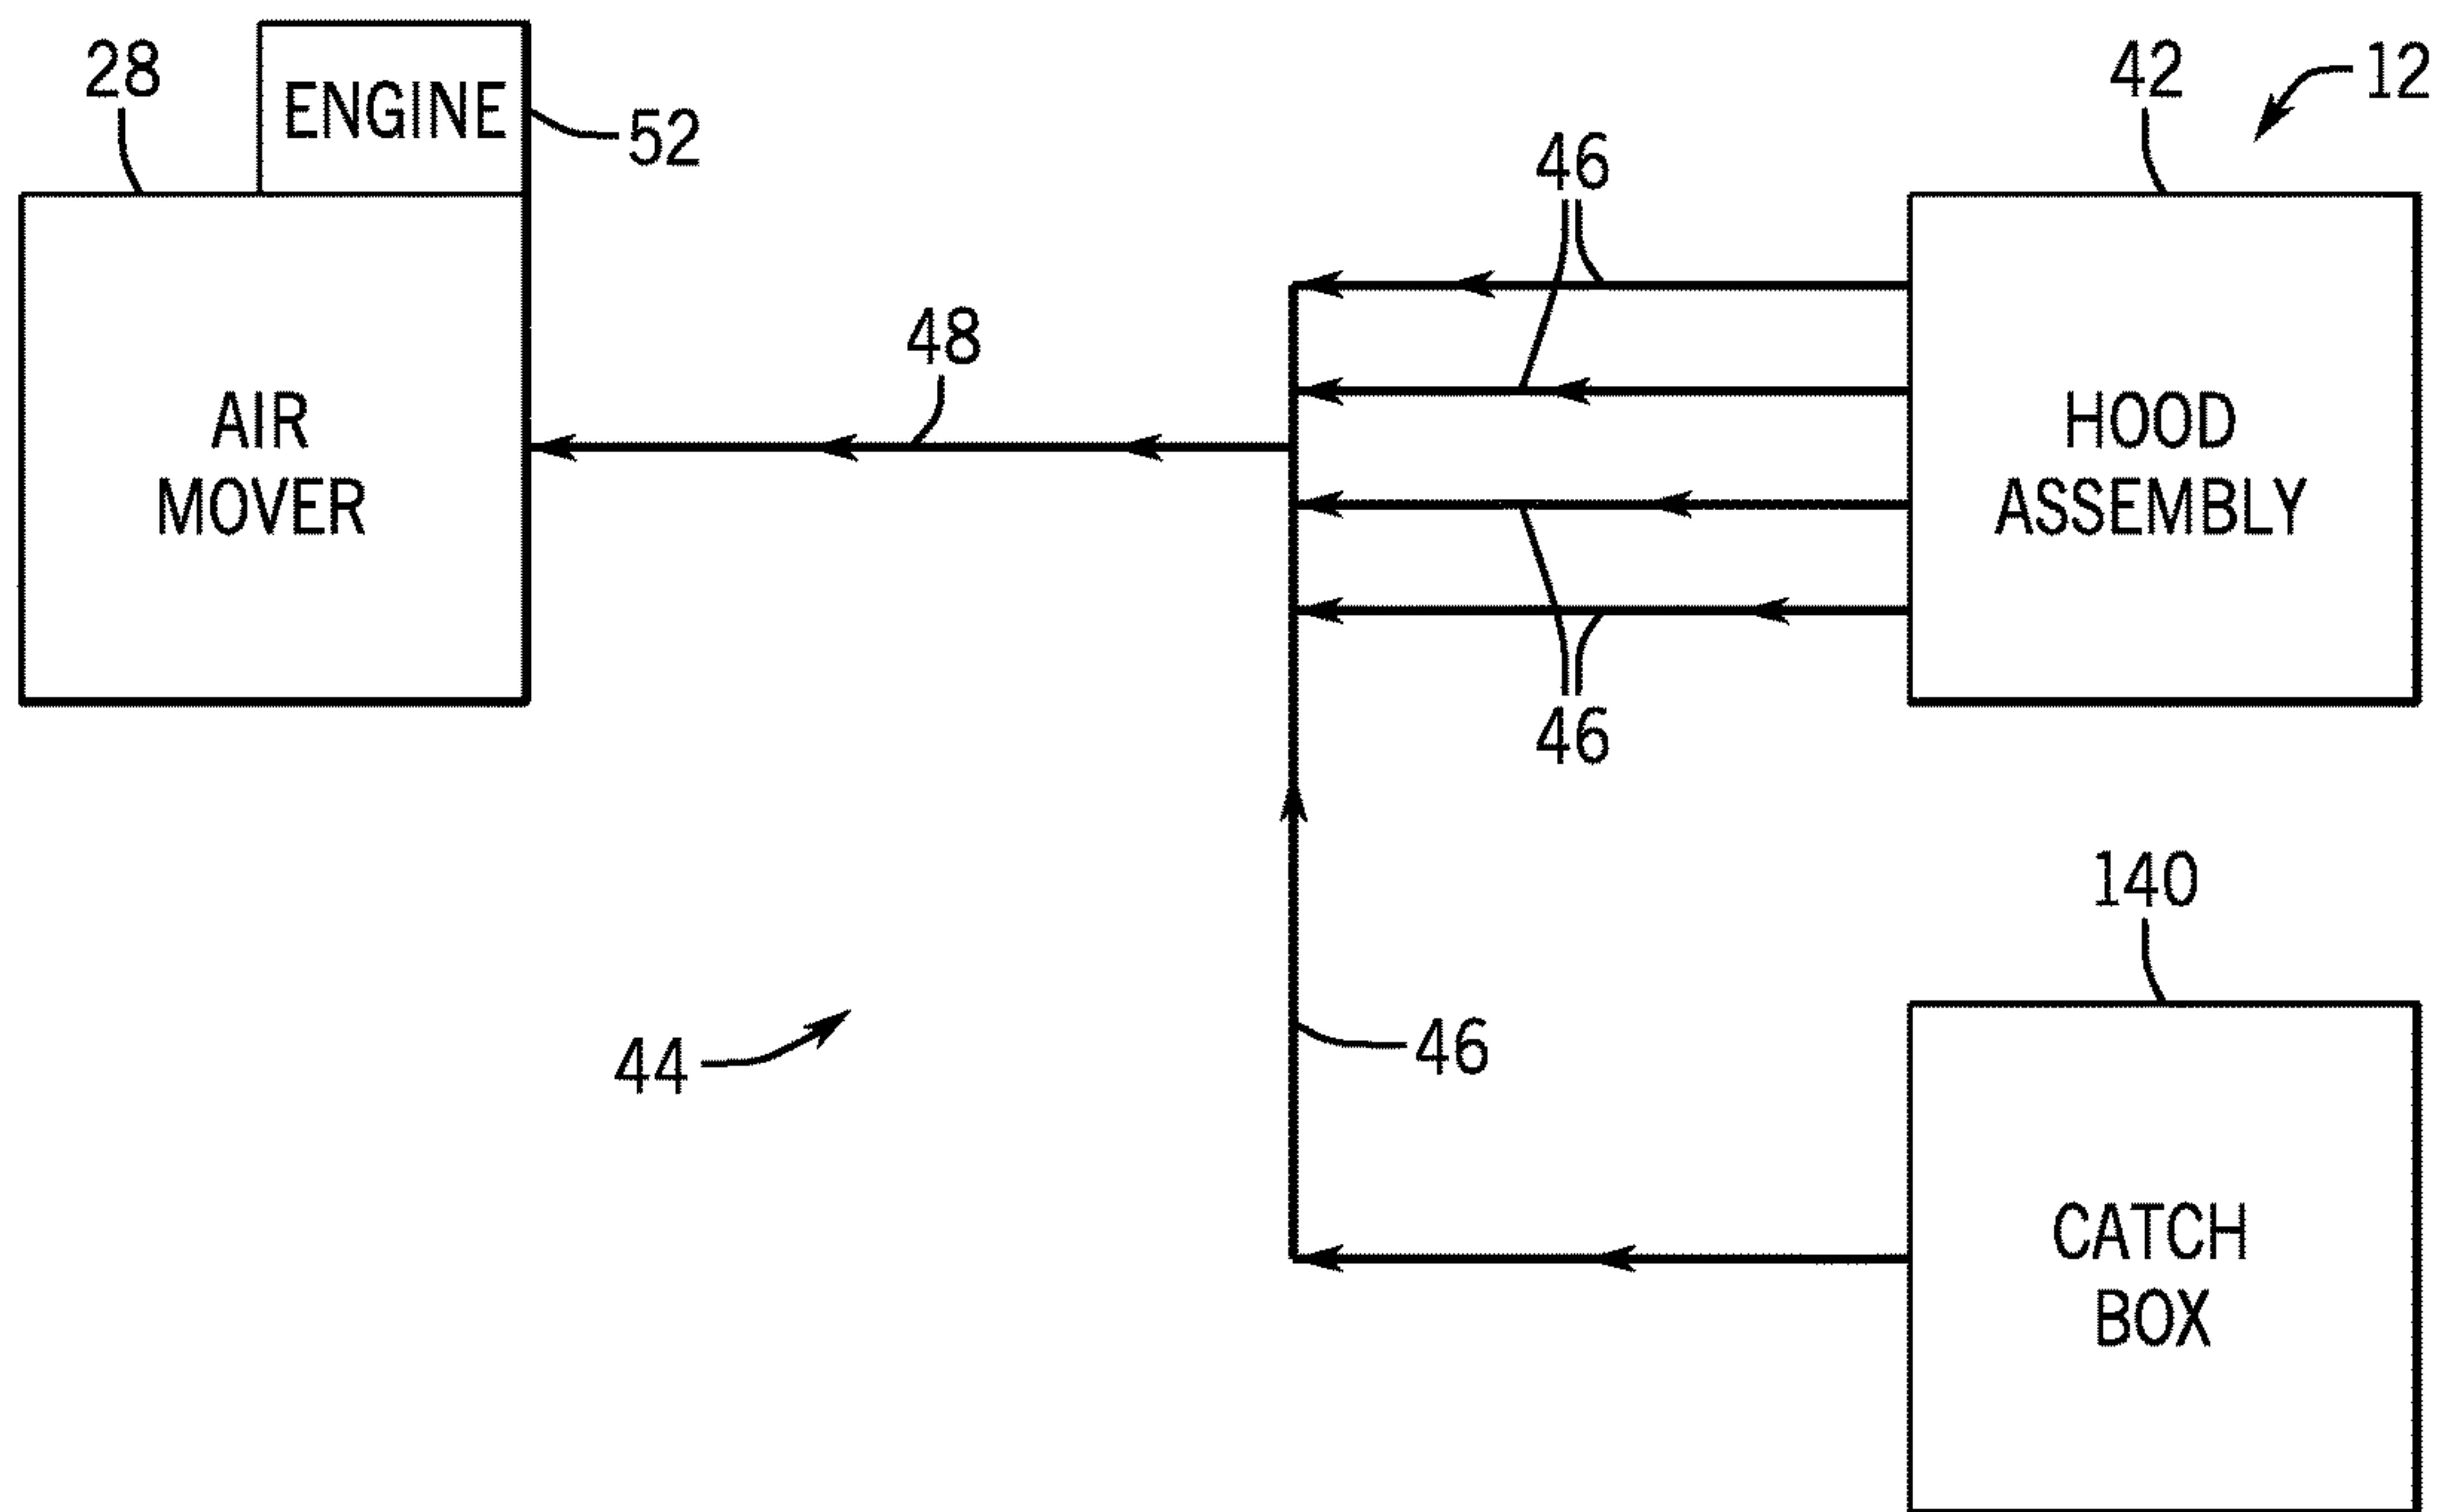 28
ENGINE
52
42
12
46
48
AIR
MOVER
HOOD
ASSEMBLY
46
140
44
46
CATCH
BOX